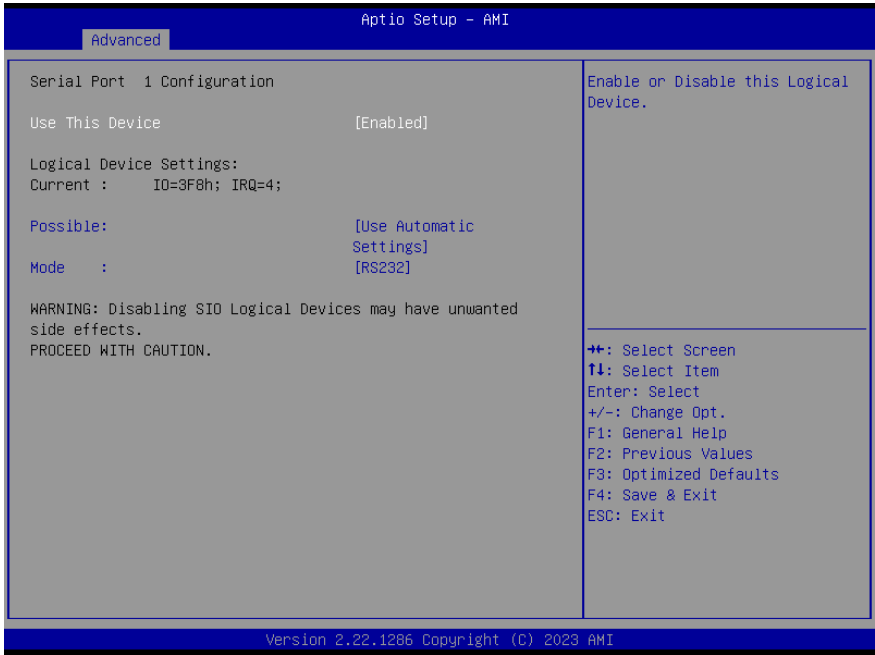 Aptio Setup – AMI
Advanced
Serial Port 1 Configuration
Use This Device [Enabled]
Logical Device Settings:
Current : IO=3F8h; IRQ=4;
Possible: [Use Automatic
Settings]
Mode : [RS232]
WARNING: Disabling SIO Logical Devices may have unwanted
side effects.
PROCEED WITH CAUTION.
Enable or Disable this Logical
Device.
→←: Select Screen
↑↓: Select Item
Enter: Select
+/-: Change Opt.
F1: General Help
F2: Previous Values
F3: Optimized Defaults
F4: Save & Exit
ESC: Exit
Version 2.22.1286 Copyright (C) 2023 AMI